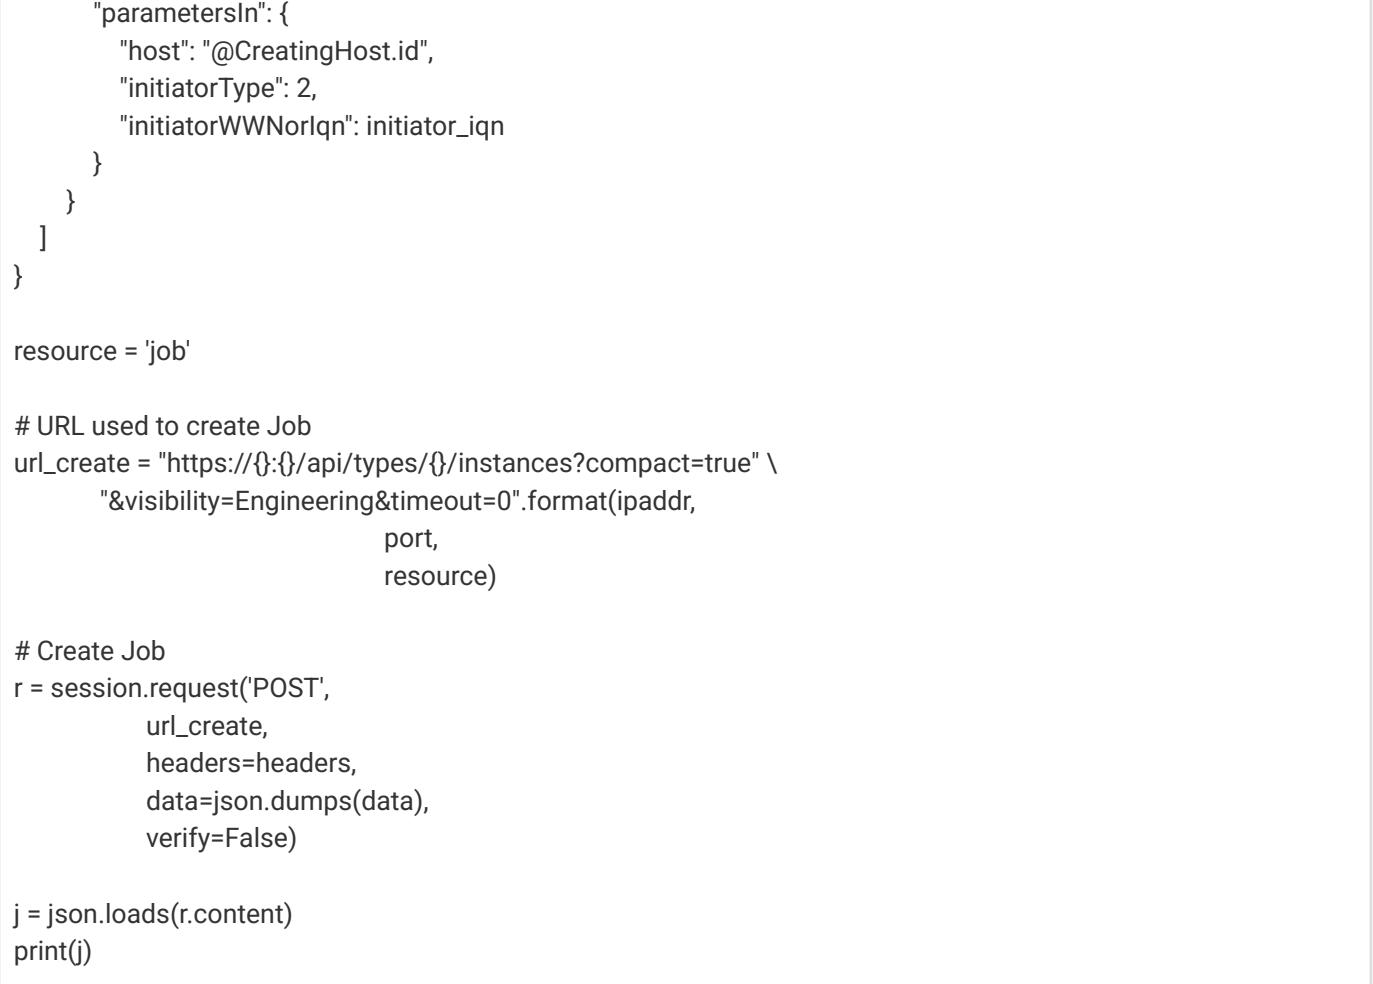 "parametersIn": {
"host": "@CreatingHost.id",
"initiatorType": 2,
"initiatorWWNorIqn": initiator_iqn
}
}
]
}
resource = 'job'
# URL used to create Job
url_create = "https://{}:{}/api/types/{}/instances?compact=true" \
"&visibility=Engineering&timeout=0".format(ipaddr,
port,
resource)
# Create Job
r = session.request('POST',
url_create,
headers=headers,
data=json.dumps(data),
verify=False)
j = json.loads(r.content)
print(j)